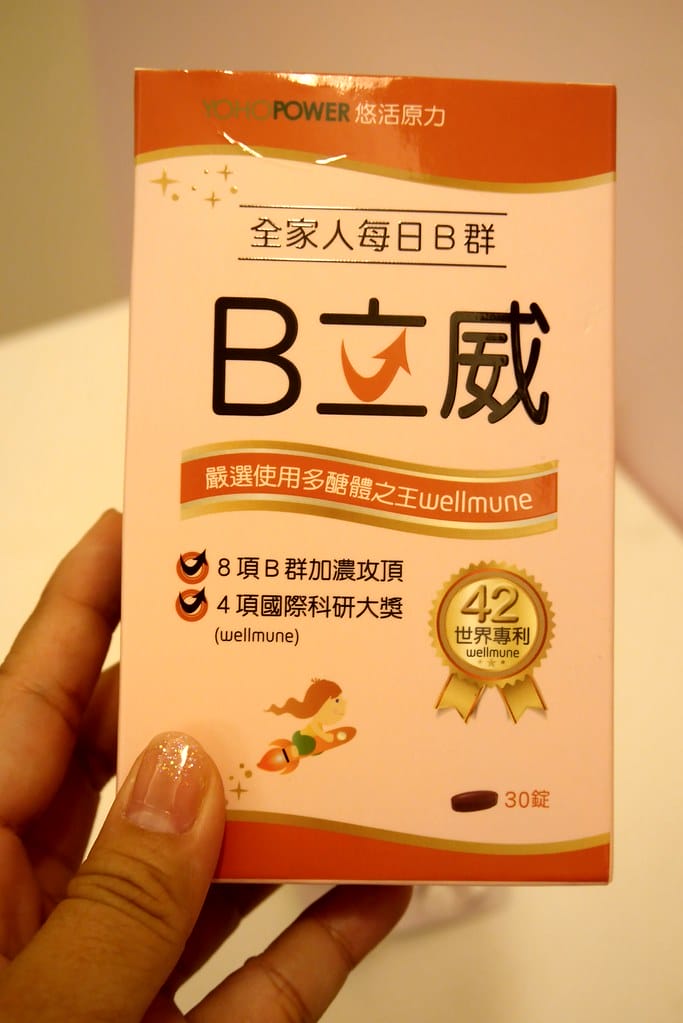 YOHOPOWER 悠活原力
全家人每日B群
B立威
嚴選使用多醣體之王wellmune
8項B群加濃攻頂
4項國際科研大獎
(wellmune)
42
世界專利
wellmune
30錠